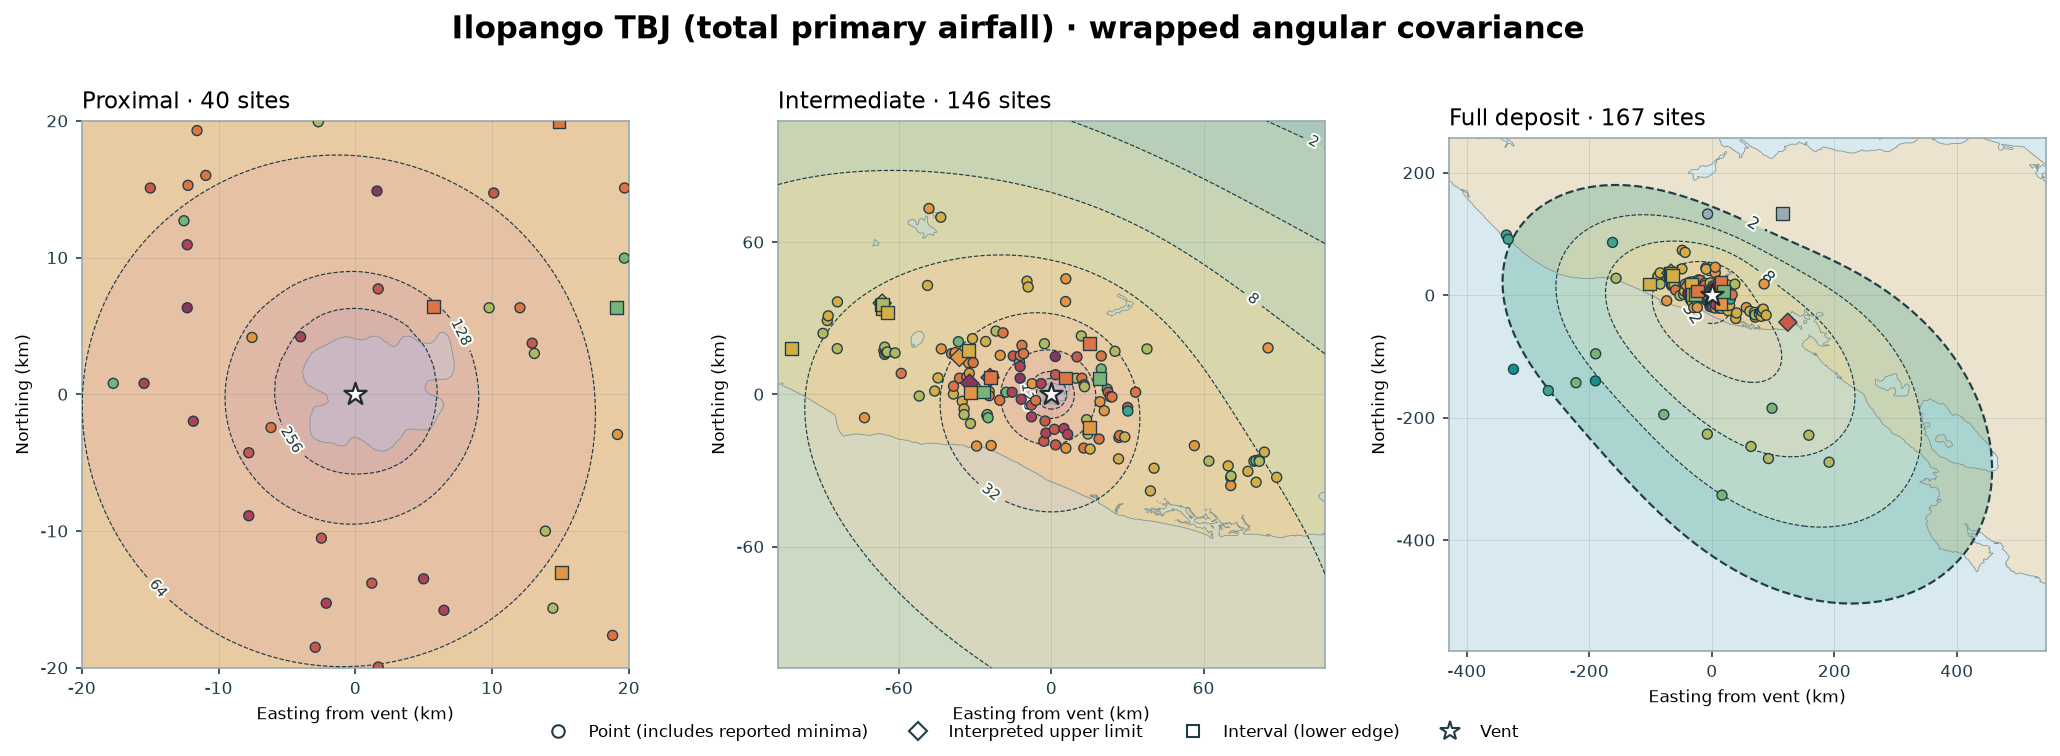 Ilopango TBJ (total primary airfall) · wrapped angular covariance
Proximal · 40 sites
20
10
0
-10
-20
-20
-10
0
10
20
Northing (km)
Easting from vent (km)
128
256
64
Intermediate · 146 sites
60
0
-60
-60
0
60
Northing (km)
Easting from vent (km)
2
8
32
Full deposit · 167 sites
200
0
-200
-400
-400
-200
0
200
400
Northing (km)
Easting from vent (km)
2
8
32
Point (includes reported minima)
Interpreted upper limit
Interval (lower edge)
Vent